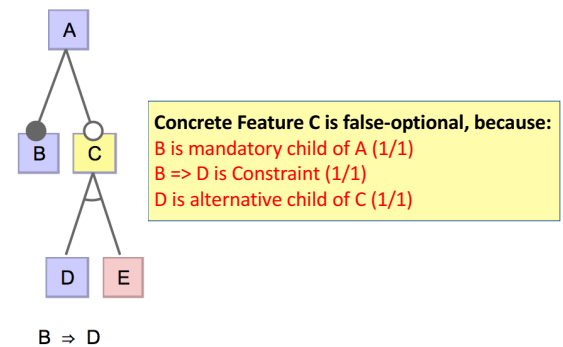 A
B
C
Concrete Feature C is false-optional, because:
B is mandatory child of A (1/1)
B => D is Constraint (1/1)
D is alternative child of C (1/1)
D
E
B ⇒ D